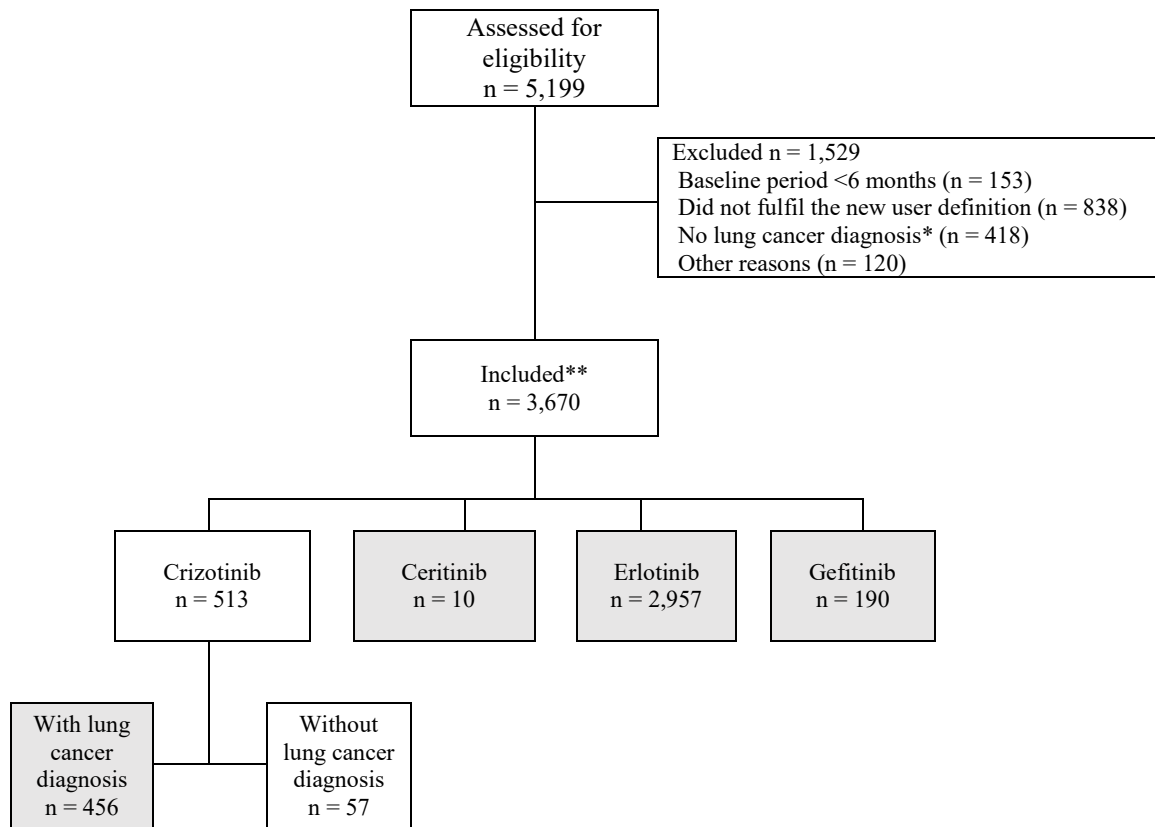 Assessed for
eligibility
n = 5,199
Excluded n = 1,529
Baseline period <6 months (n = 153)
Did not fulfil the new user definition (n = 838)
No lung cancer diagnosis* (n = 418)
Other reasons (n = 120)
Included**
n = 3,670
Crizotinib
n = 513
Ceritinib
n = 10
Erlotinib
n = 2,957
Gefitinib
n = 190
With lung
cancer
diagnosis
n = 456
Without
lung cancer
diagnosis
n = 57